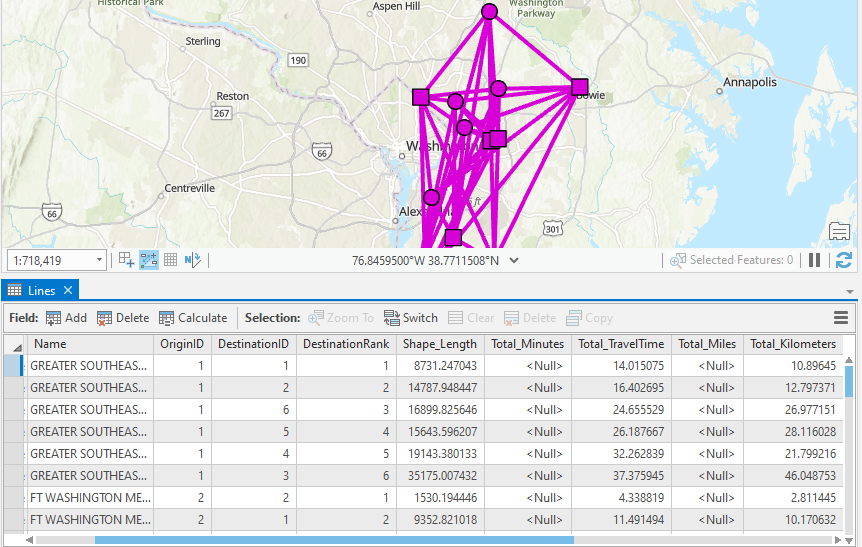 Historical Park
Aspen Hill
Washington
Parkway
Sterling
190
Bowie
Annapolis
Reston
267
Washington
66
Centreville
66
Alexandria
ft
301
1:718,419
76.8459500°W 38.7711508°N
Selected Features: 0
Lines
Field: Add Delete Calculate Selection: Zoom To Switch Clear Delete Copy
Name OriginID DestinationID DestinationRank Shape_Length Total_Minutes Total_TravelTime Total_Miles Total_Kilometers
GREATER SOUTHEAS... 1 1 1 8731.247043 <Null> 14.015075 <Null> 10.89645
GREATER SOUTHEAS... 1 2 2 14787.948447 <Null> 16.402695 <Null> 12.797371
GREATER SOUTHEAS... 1 6 3 16899.825646 <Null> 24.655529 <Null> 26.977151
GREATER SOUTHEAS... 1 5 4 15643.596207 <Null> 26.187667 <Null> 28.116028
GREATER SOUTHEAS... 1 4 5 19143.380133 <Null> 32.262839 <Null> 21.799216
GREATER SOUTHEAS... 1 3 6 35175.007432 <Null> 37.375945 <Null> 46.048753
FT WASHINGTON ME... 2 2 1 1530.194446 <Null> 4.338819 <Null> 2.811445
FT WASHINGTON ME... 2 1 2 9352.821018 <Null> 11.491494 <Null> 10.170632